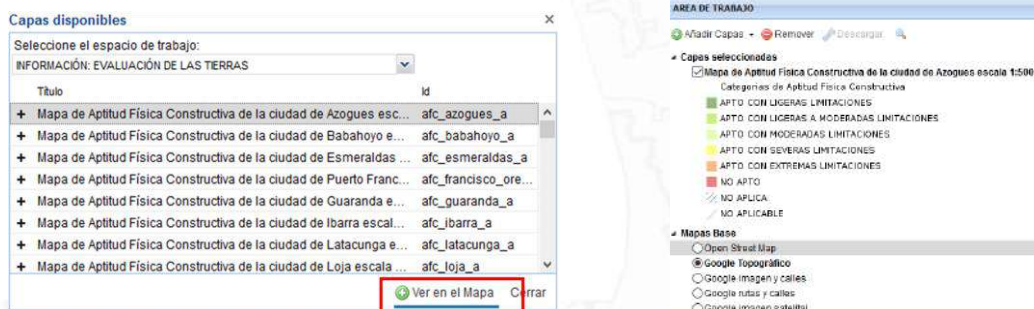 Capas disponibles
Seleccione el espacio de trabajo:
INFORMACIÓN: EVALUACIÓN DE LAS TIERRAS
Título Id
Mapa de Aptitud Física Constructiva de la ciudad de Azogues esc... afc_azogues_a
Mapa de Aptitud Física Constructiva de la ciudad de Babahoyo e... afc_babahoyo_a
Mapa de Aptitud Física Constructiva de la ciudad de Esmeraldas ... afc_esmeraldas_a
Mapa de Aptitud Física Constructiva de la ciudad de Puerto Franc... afc_francisco_ore...
Mapa de Aptitud Física Constructiva de la ciudad de Guaranda e... afc_guaranda_a
Mapa de Aptitud Física Constructiva de la ciudad de Ibarra escal... afc_ibarra_a
Mapa de Aptitud Física Constructiva de la ciudad de Latacunga e... afc_latacunga_a
Mapa de Aptitud Física Constructiva de la ciudad de Loja escala ... afc_loja_a
Ver en el Mapa Cerrar
AREA DE TRABAJO
Añadir Capas Remover Descargar
Capas seleccionadas
Mapa de Aptitud Física Constructiva de la ciudad de Azogues escala 1:500
Categorias de Aptitud Física Constructiva
APTO CON LIGERAS LIMITACIONES
APTO CON LIGERAS A MODERADAS LIMITACIONES
APTO CON MODERADAS LIMITACIONES
APTO CON SEVERAS LIMITACIONES
APTO CON EXTREMAS LIMITACIONES
NO APTO
NO APLICA
NO APLICABLE
Mapas Base
Open Street Map
Google Topográfico
Google imagen y calles
Google rutas y calles
Google imagen satelital